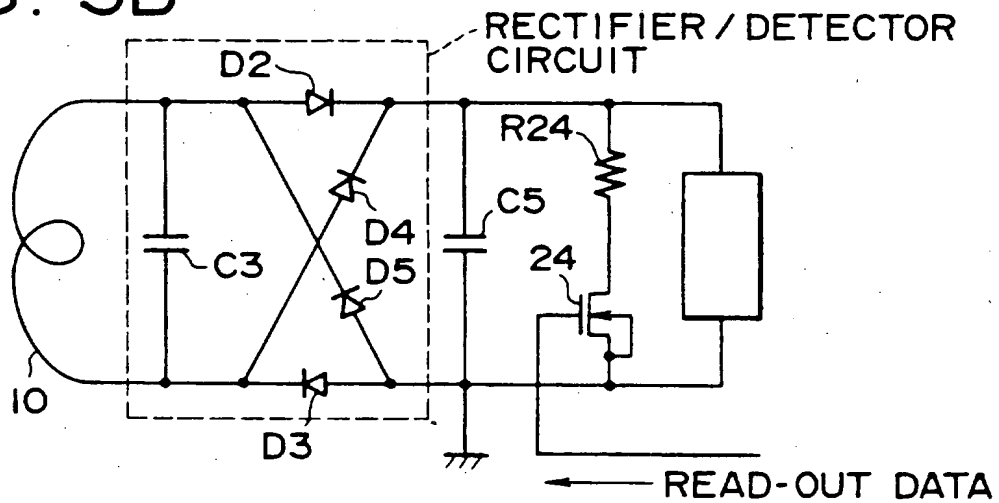 RECTIFIER / DETECTOR
CIRCUIT
D2
R24
D4
C5
C3
D5
24
10
D3
READ-OUT DATA